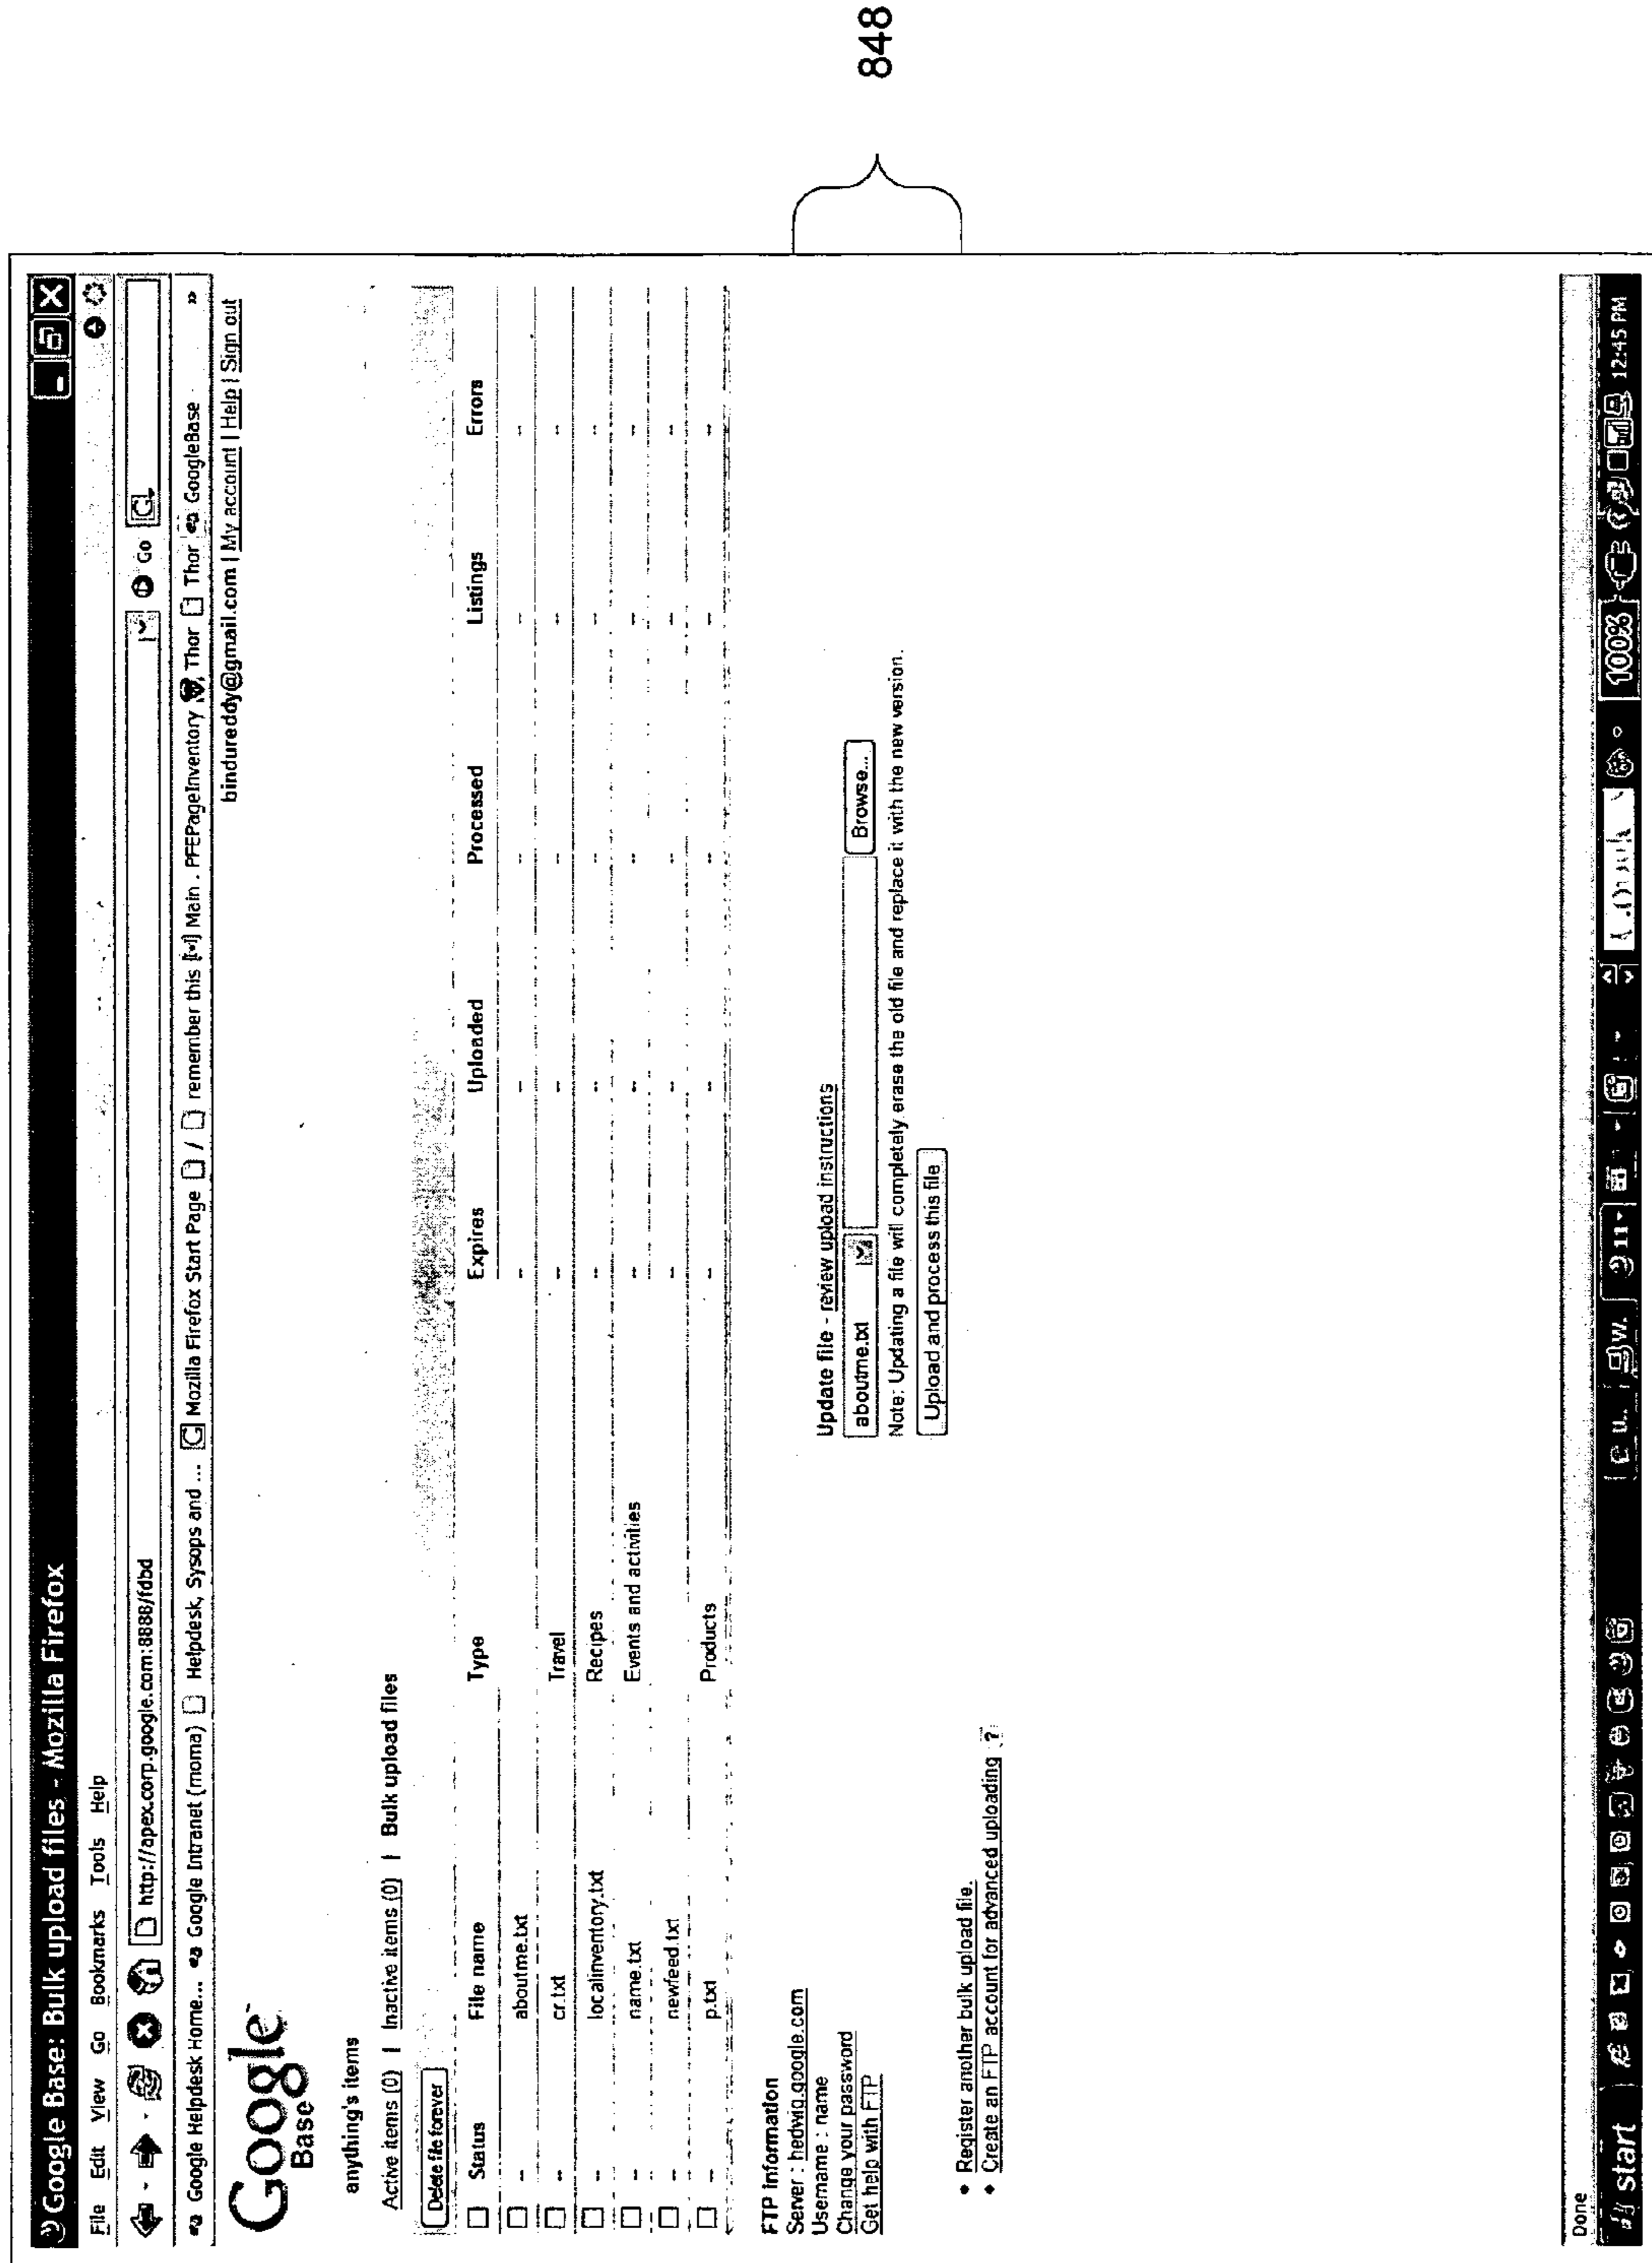 Google Base: Bulk upload files - Mozilla Firefox
File Edit View Go Bookmarks Tools Help
http://apex.corp.google.com:8888/fdbd Go
Google Helpdesk Home... Google Intranet (moma) Helpdesk, Sysops and ... Mozilla Firefox Start Page / remember this Main . PFEPageInventory Thor Thor GoogleBase »
bindureddy@gmail.com | My account | Help | Sign out
Google
Base
anything's items
Active items (0) | Inactive items (0) | Bulk upload files
Delete file forever
Status File name Type Expires Uploaded Processed Listings Errors
-- aboutme.txt -- -- -- -- --
-- cr.txt Travel -- -- -- -- --
-- localinventory.txt Recipes -- -- -- -- --
-- name.txt Events and activities -- -- -- -- --
-- newfeed.txt -- -- -- -- --
-- p.txt Products -- -- -- -- --
FTP information
Server : hedwig.google.com
Username : name
Change your password
Get help with FTP
Update file - review upload instructions
aboutme.txt Browse...
Note: Updating a file will completely erase the old file and replace it with the new version.
Upload and process this file
848
• Register another bulk upload file.
• Create an FTP account for advanced uploading ?
Done
start 11 100% 12:45 PM